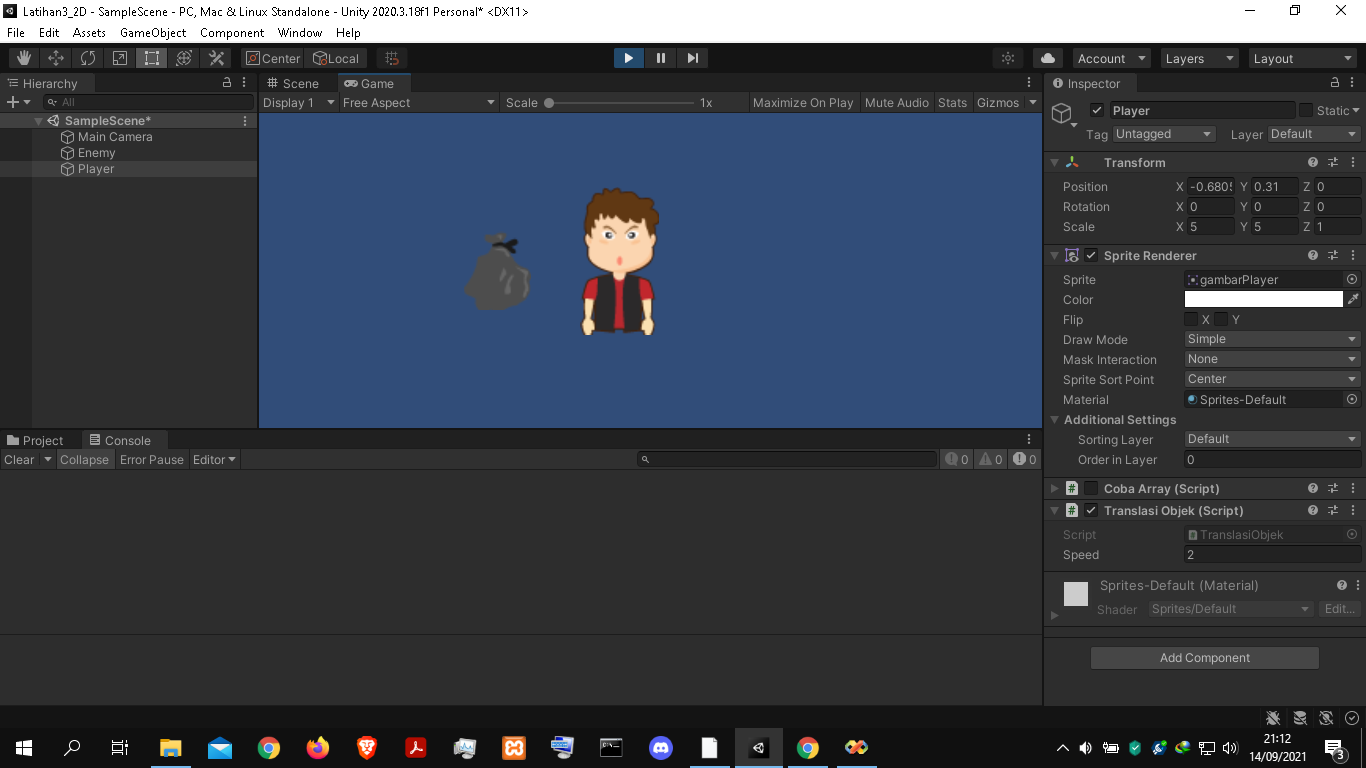 Latihan3_2D - SampleScene - PC, Mac & Linux Standalone - Unity 2020.3.18f1 Personal* <DX11>
File Edit Assets GameObject Component Window Help
Center Local Account Layers Layout
Hierarchy
All
SampleScene*
Main Camera
Enemy
Player
Scene Game
Display 1 Free Aspect Scale 1x Maximize On Play Mute Audio Stats Gizmos
Project Console
Clear Collapse Error Pause Editor 0 0 0
Inspector
Player Static
Tag Untagged Layer Default
Transform
Position X -0.6805 Y 0.31 Z 0
Rotation X 0 Y 0 Z 0
Scale X 5 Y 5 Z 1
Sprite Renderer
Sprite gambarPlayer
Color
Flip X Y
Draw Mode Simple
Mask Interaction None
Sprite Sort Point Center
Material Sprites-Default
Additional Settings
Sorting Layer Default
Order in Layer 0
Coba Array (Script)
Translasi Objek (Script)
Script TranslasiObjek
Speed 2
Sprites-Default (Material)
Shader Sprites/Default Edit...
Add Component
21:12
14/09/2021
3